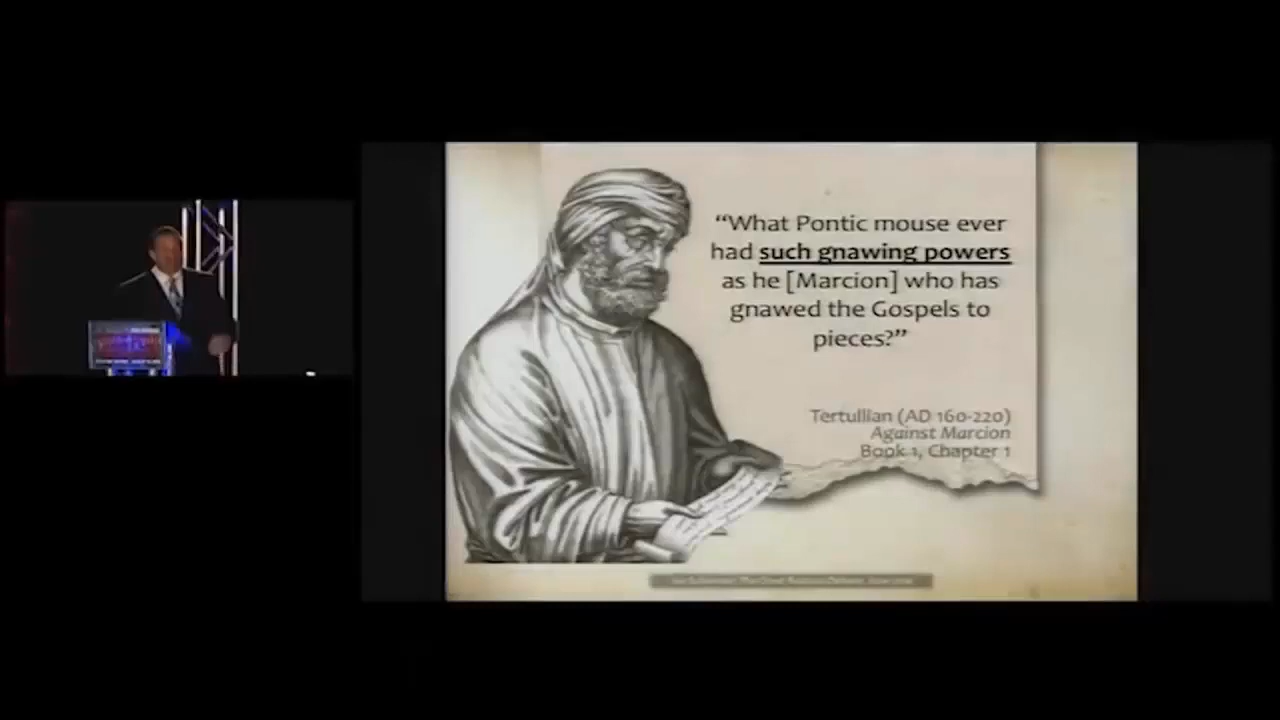 “What Pontic mouse ever
had such gnawing powers
as he [Marcion] who has
gnawed the Gospels to
pieces?”
Tertullian (AD 160-220)
Against Marcion
Book 1, Chapter 1